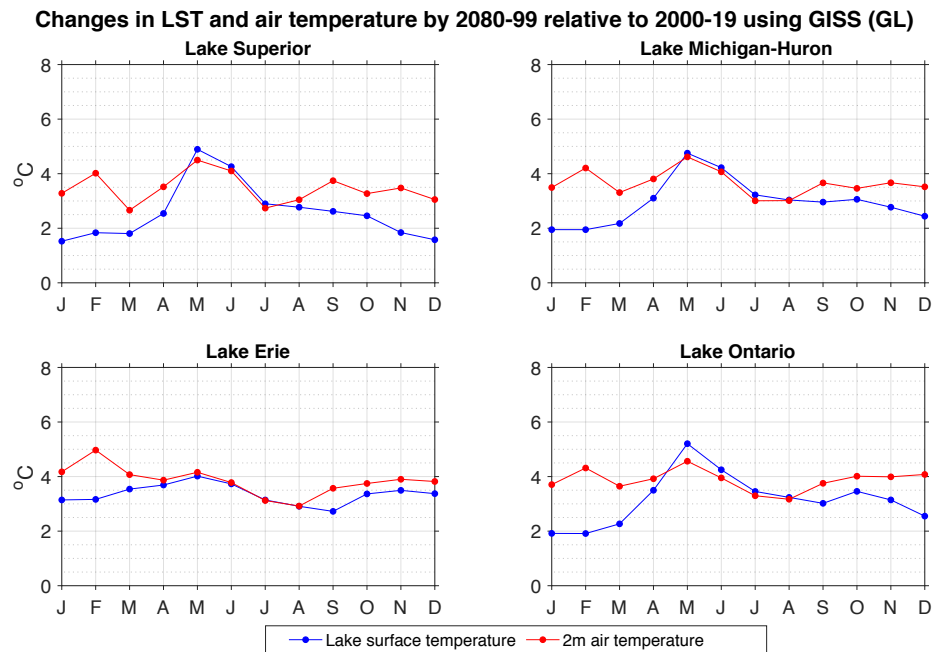 Changes in LST and air temperature by 2080-99 relative to 2000-19 using GISS (GL)
Lake Superior
8
6
4
2
0
ºC
J F M A M J J A S O N D
Lake Michigan-Huron
8
6
4
2
0
J F M A M J J A S O N D
Lake Erie
8
6
4
2
0
ºC
J F M A M J J A S O N D
Lake Ontario
8
6
4
2
0
J F M A M J J A S O N D
Lake surface temperature 2m air temperature